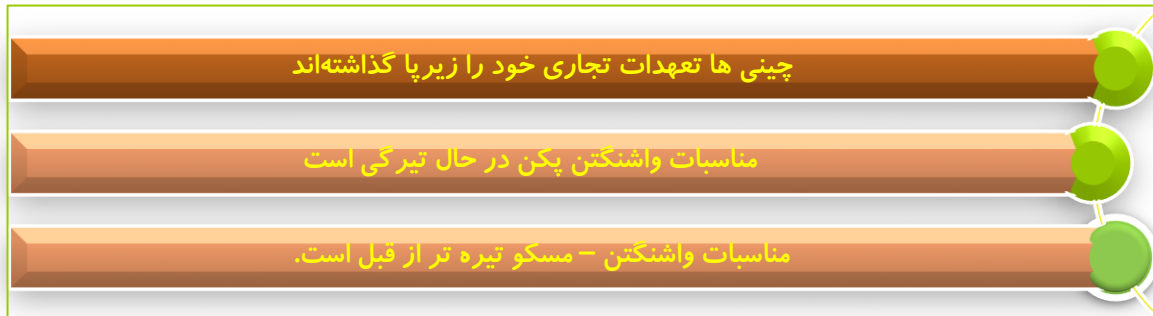 چینی ها تعهدات تجاری خود را زیرپا گذاشته‌اند
مناسبات واشنگتن پکن در حال تیرگی است
مناسبات واشنگتن – مسکو تیره تر از قبل است.